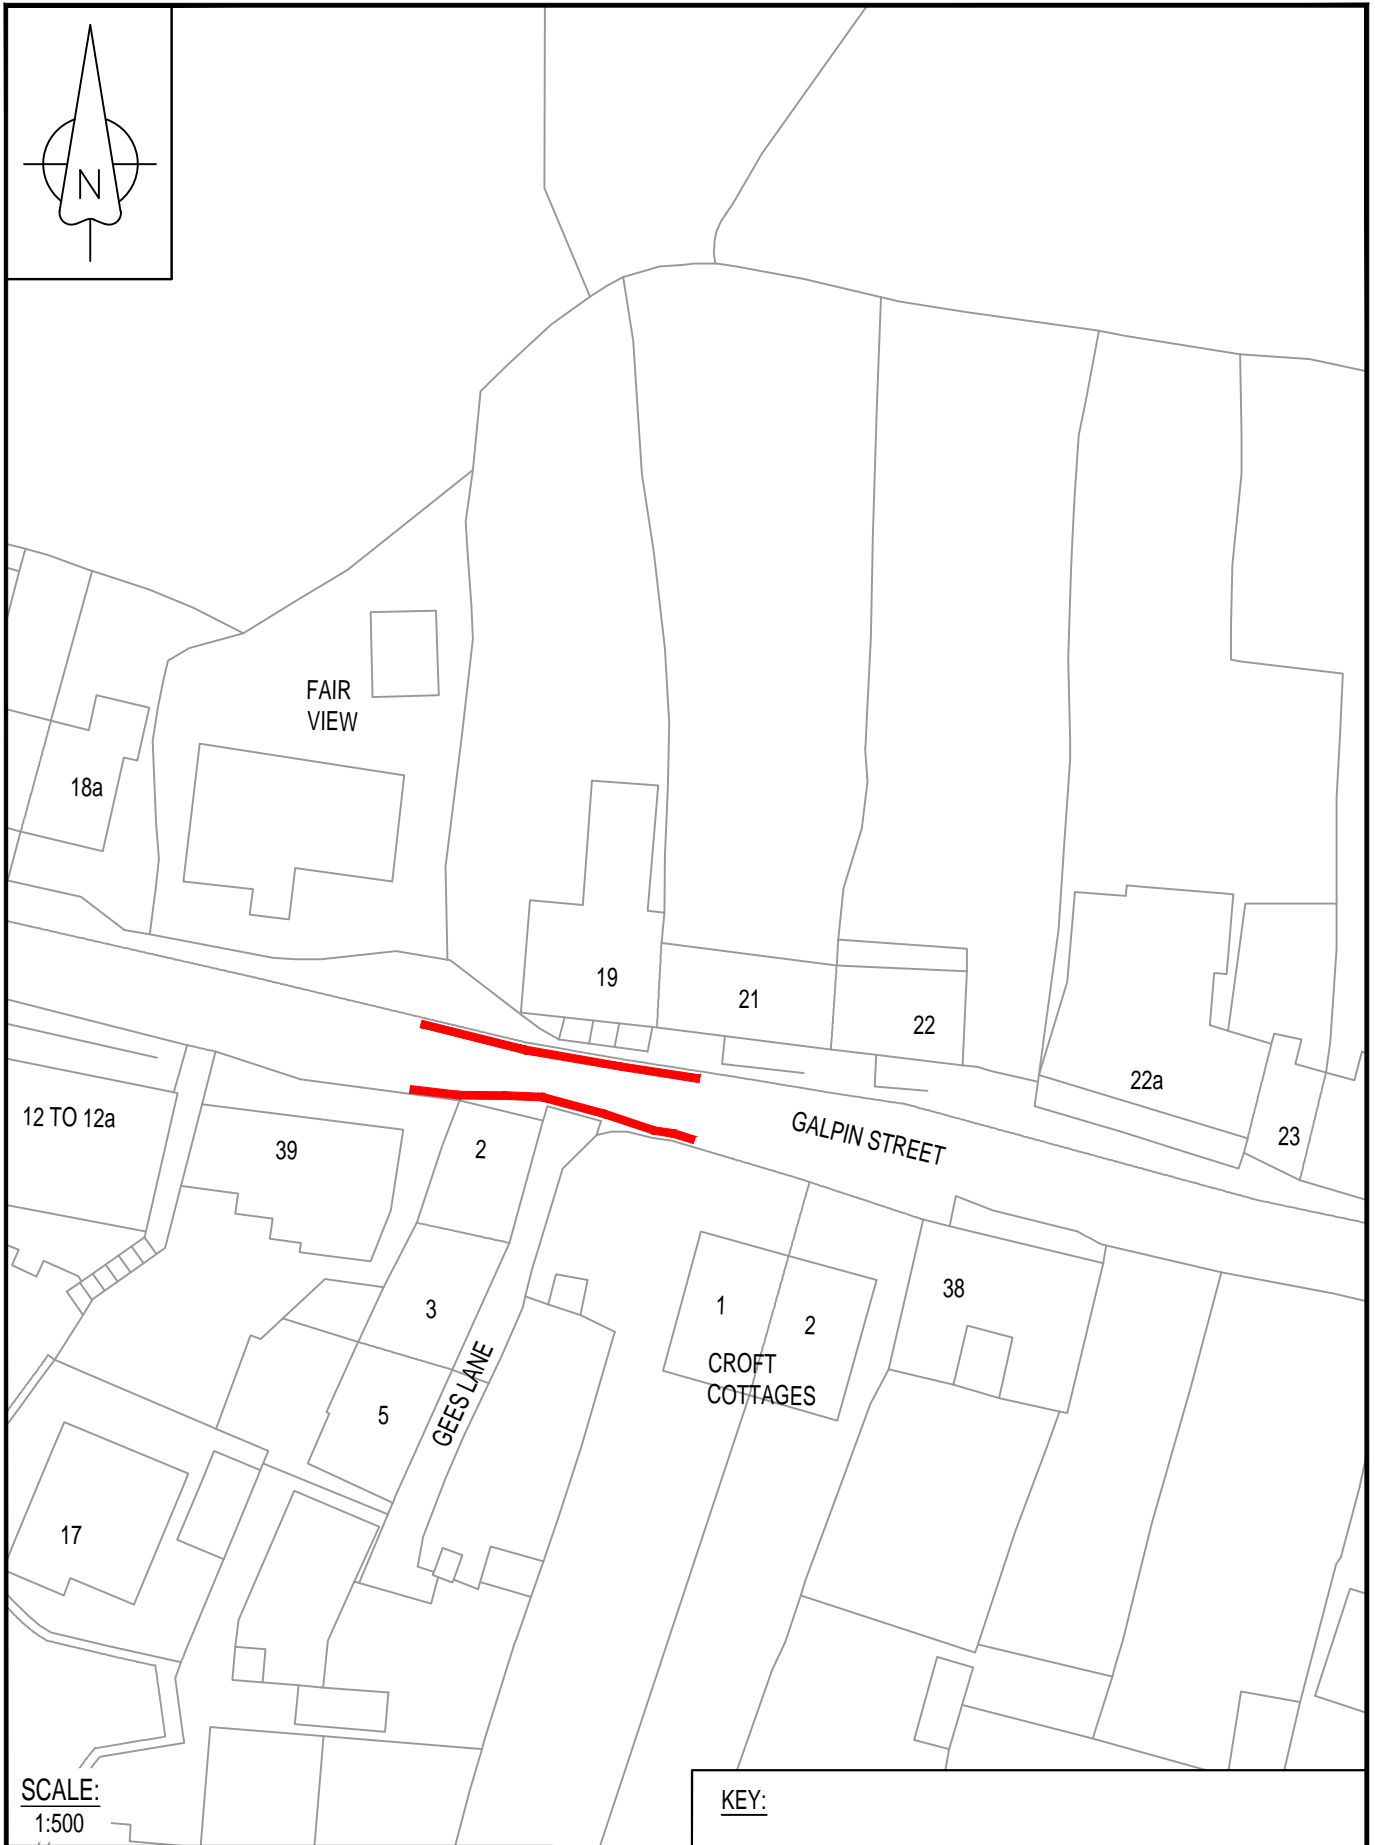 N
FAIR
VIEW
18a
19
21
22
22a
23
GALPIN STREET
12 TO 12a
39
2
3
5
GEES LANE
1
2
CROFT
COTTAGES
38
17
SCALE:
1:500
KEY: